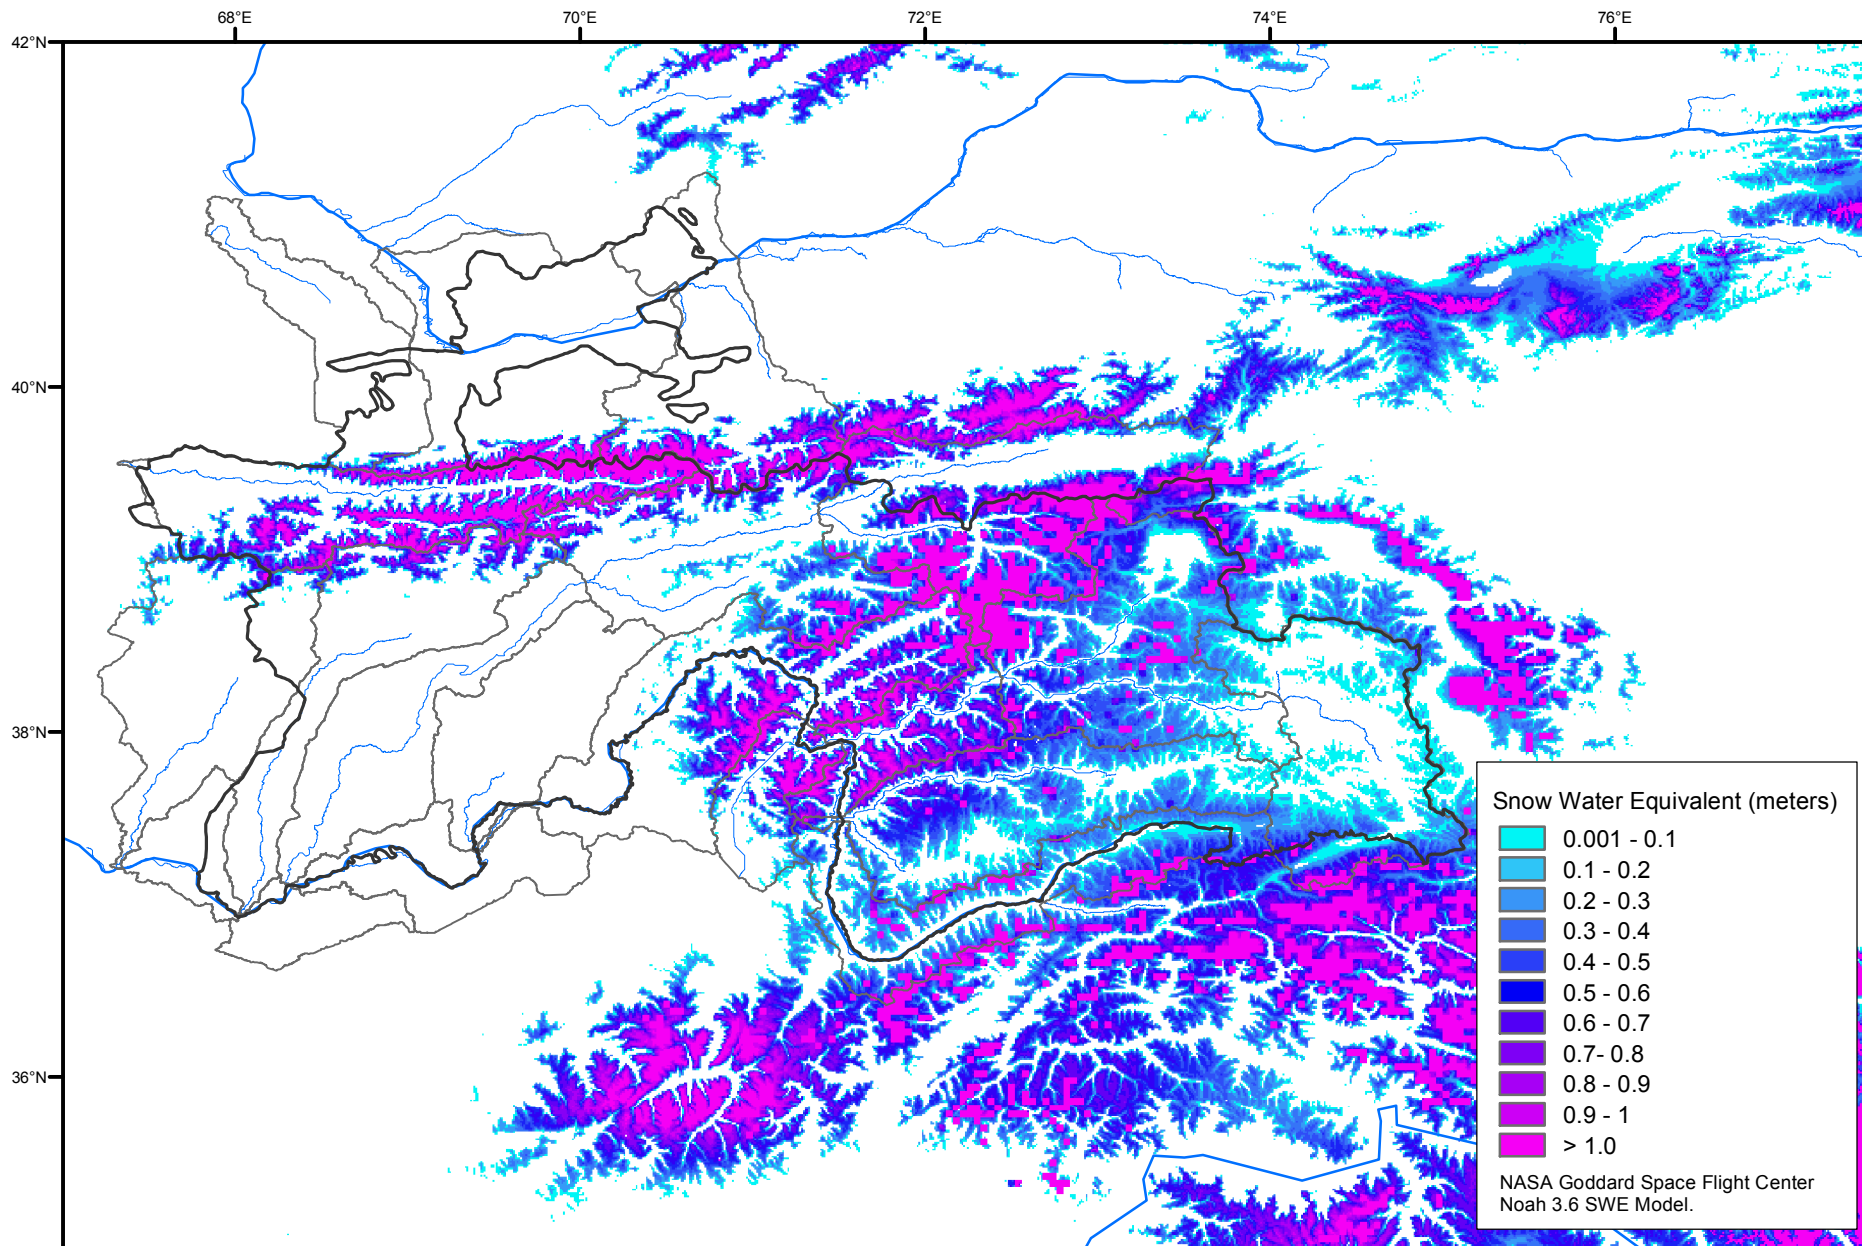 68°E
70°E
72°E
74°E
76°E
42°N
40°N
38°N
36°N
Snow Water Equivalent (meters)
0.001 - 0.1
0.1 - 0.2
0.2 - 0.3
0.3 - 0.4
0.4 - 0.5
0.5 - 0.6
0.6 - 0.7
0.7- 0.8
0.8 - 0.9
0.9 - 1
> 1.0
NASA Goddard Space Flight Center
Noah 3.6 SWE Model.